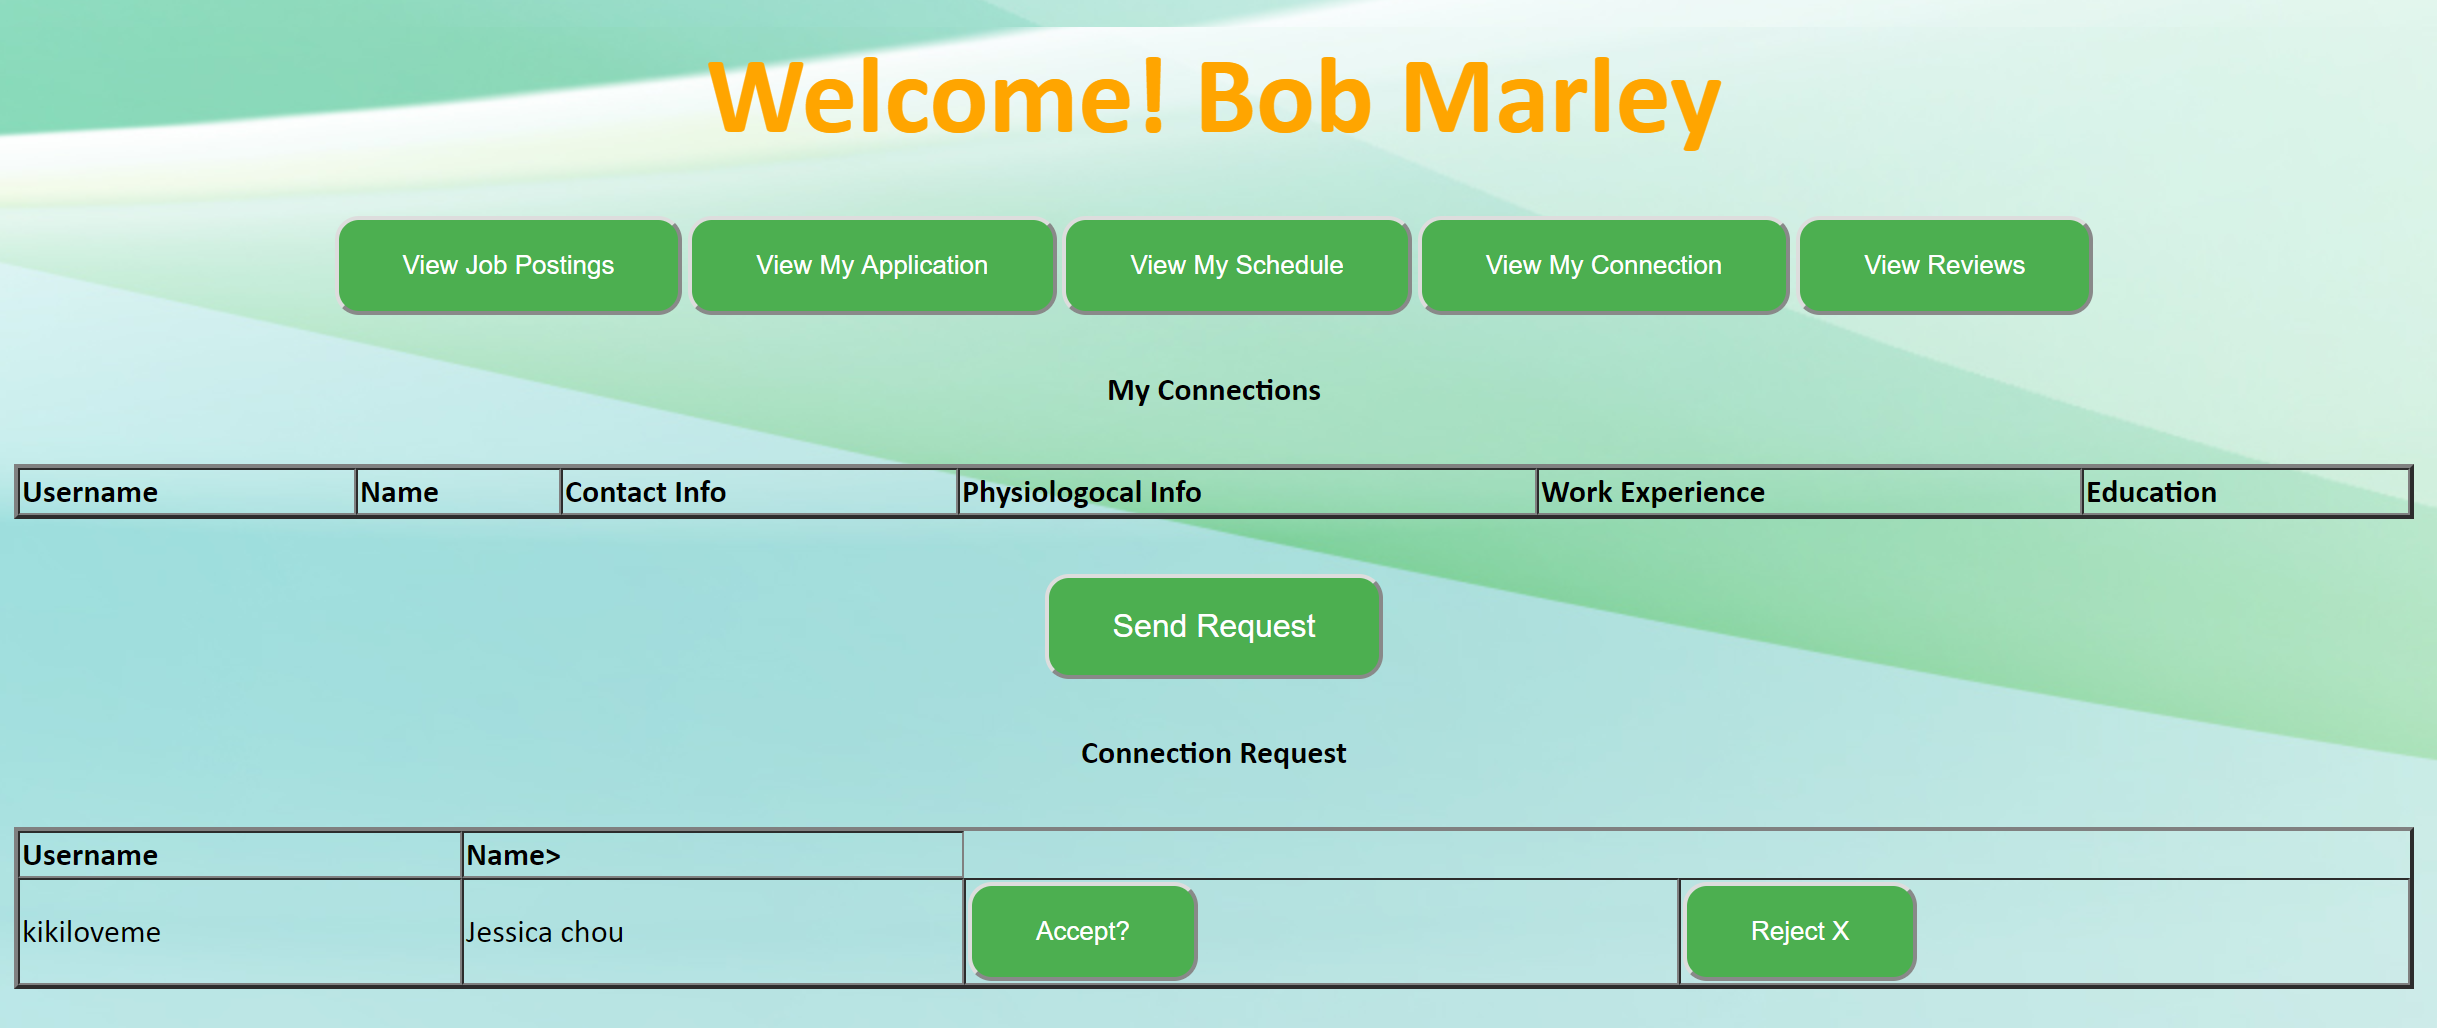 Welcome! Bob Marley
View Job Postings View My Application View My Schedule View My Connection View Reviews
My Connections
Username Name Contact Info Physiologocal Info Work Experience Education
Send Request
Connection Request
Username Name>
kikiloveme Jessica chou Accept? Reject X